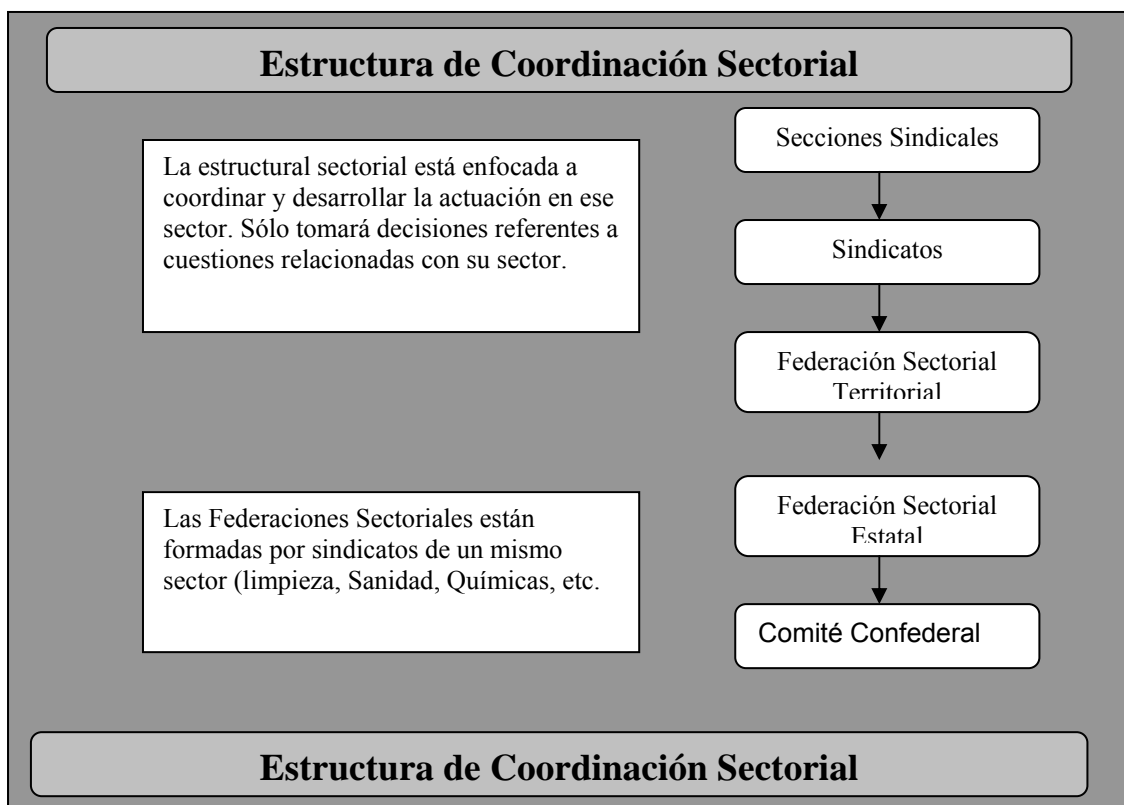 Estructura de Coordinación Sectorial
La estructural sectorial está enfocada a
coordinar y desarrollar la actuación en ese
sector. Sólo tomará decisiones referentes a
cuestiones relacionadas con su sector.
Secciones Sindicales
Sindicatos
Federación Sectorial
Territorial
Las Federaciones Sectoriales están
formadas por sindicatos de un mismo
sector (limpieza, Sanidad, Químicas, etc.
Federación Sectorial
Estatal
Comité Confederal
Estructura de Coordinación Sectorial